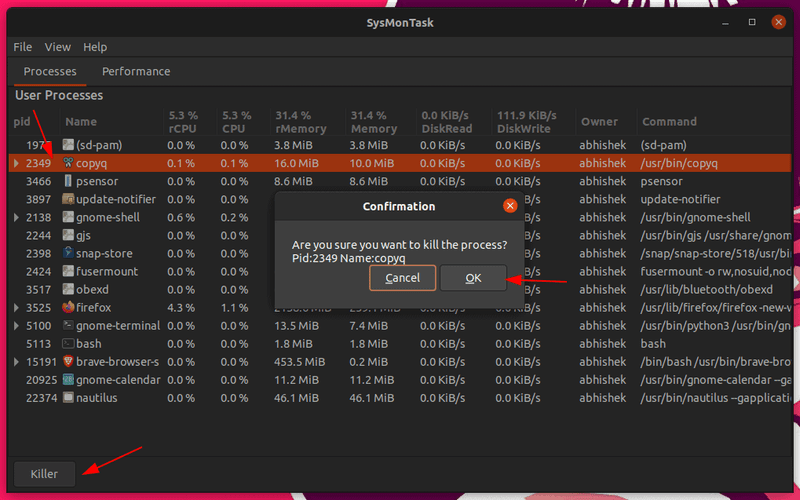 SysMonTask
File View Help
Processes Performance
User Processes
5.3 % 5.3 % 31.4 % 31.4 % 0.0 KiB/s 111.9 KiB/s
pid Name rCPU CPU rMemory Memory DiskRead DiskWrite Owner Command
(sd-pam) 0.0 % 0.0 % 3.8 MiB 3.8 MiB 0.0 KiB/s 0.0 KiB/s abhishek (sd-pam)
2349 copyq 0.1 % 0.1 % 16.0 MiB 10.0 MiB 0.0 KiB/s 0.0 KiB/s abhishek /usr/bin/copyq
3466 psensor 0.0 % 0.0 % 8.6 MiB 8.6 MiB 0.0 KiB/s 0.0 KiB/s abhishek psensor
3897 update-notifier 0.0 % 0.0 % abhishek update-notifier
2138 gnome-shell 0.6 % 0.2 % abhishek /usr/bin/gnome-shell
2244 gjs 0.0 % 0.0 % abhishek /usr/bin/gjs /usr/share/gnom
2398 snap-store 0.0 % 0.0 % abhishek /snap/snap-store/518/usr/bin
2424 fusermount 0.0 % 0.0 % abhishek fusermount -o rw,nosuid,nod
3517 obexd 0.0 % 0.0 % abhishek /usr/lib/bluetooth/obexd
3525 firefox 4.3 % 1.1 % abhishek /usr/lib/firefox/firefox -new-v
5100 gnome-terminal 0.0 % 0.0 % 13.5 MiB 7.4 MiB 0.0 KiB/s 0.0 KiB/s abhishek /usr/bin/python3 /usr/bin/gn
5113 bash 0.0 % 0.0 % 1.8 MiB 1.8 MiB 0.0 KiB/s 0.0 KiB/s abhishek bash
15191 brave-browser-s 0.0 % 0.0 % 453.5 MiB 0.2 MiB 0.0 KiB/s 0.0 KiB/s abhishek /bin/bash /usr/bin/brave-brow
20925 gnome-calendar 0.0 % 0.0 % 11.2 MiB 11.2 MiB 0.0 KiB/s 0.0 KiB/s abhishek /usr/bin/gnome-calendar --ga
22374 nautilus 0.0 % 0.0 % 46.1 MiB 46.1 MiB 0.0 KiB/s 0.0 KiB/s abhishek /usr/bin/nautilus --gapplication
Confirmation
Are you sure you want to kill the process?
Pid:2349 Name:copyq
Cancel OK
Killer